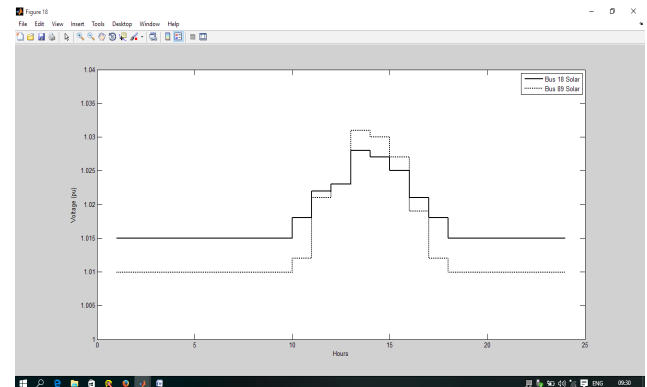 Figure 18
File Edit View Insert Tools Desktop Window Help
Bus 18 Solar
Bus 89 Solar
1.04
1.035
1.03
1.025
1.02
1.015
1.01
1.005
1
Voltage (pu)
0 5 10 15 20 25
Hours
ENG 09:30